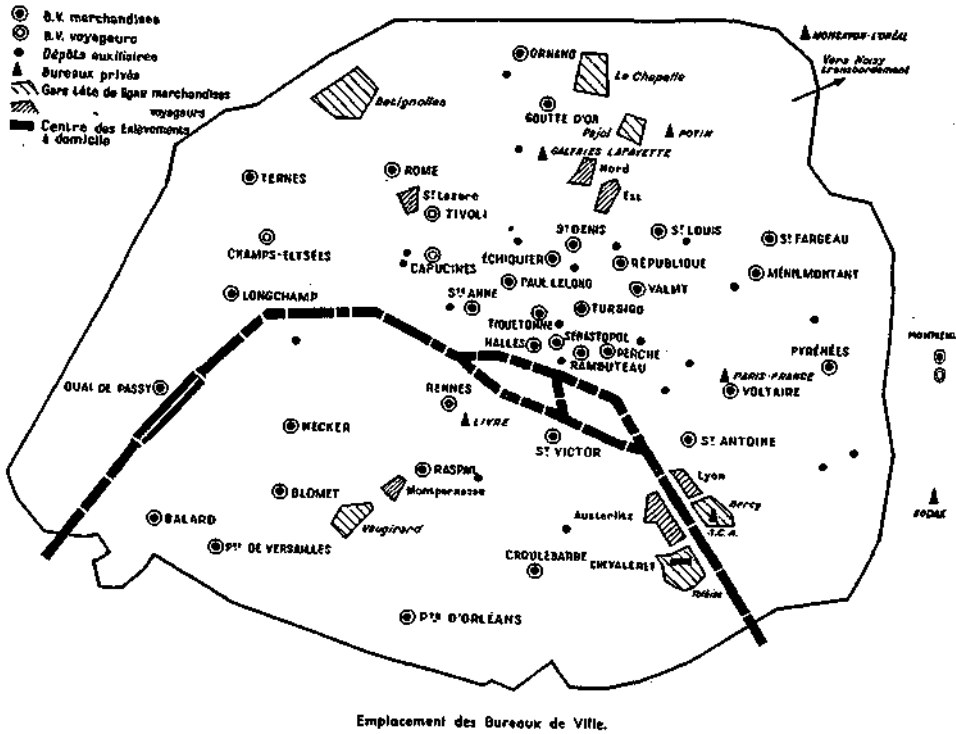 B.V. marchandises
B.V. voyageurs
Dépôts auxiliaires
Bureaux privés
Gare tête de ligne marchandises
voyageurs
Centre des Enlèvements
à domicile
MONSAVON-L'ORÉAL
Vers Noisy
transbordement
ORNANO
La Chapelle
Batignolles
GOUTTE D'OR
Pajol
POTIN
GALERIES LAFAYETTE
Nord
TERNES
ROME
St Lazare
Est
TIVOLI
St DENIS
St LOUIS
St FARGEAU
CHAMPS-ELYSÉES
CAPUCINES
ÉCHIQUIER
RÉPUBLIQUE
MÉNILMONTANT
PAUL LELONG
VALMY
LONGCHAMP
Ste ANNE
TURBIGO
TIQUETONNE
SÉBASTOPOL
HALLES
PERCHE
RAMBUTEAU
PYRÉNÉES
QUAI DE PASSY
RENNES
PARIS-FRANCE
VOLTAIRE
LIVRE
NECKER
St VICTOR
St ANTOINE
RASPAIL
Lyon
BLOMET
Montparnasse
Bercy
KODAK
BALARD
Vaugirard
Austerlitz
S.C.A.
Pte DE VERSAILLES
CROULEBARBE
CHEVALERET
Tolbiac
Pte D'ORLÉANS
Emplacement des Bureaux de Ville.